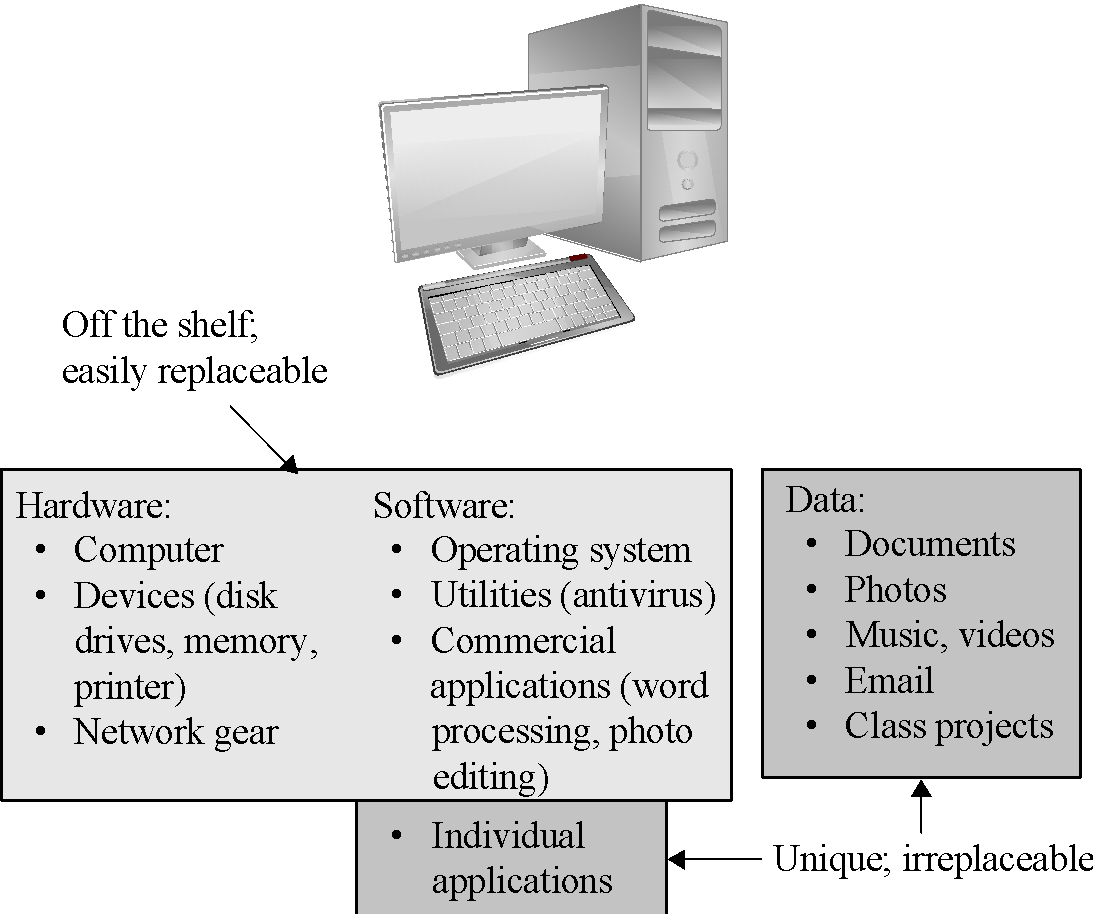 Off the shelf;
easily replaceable
Hardware:
• Computer
• Devices (disk
drives, memory,
printer)
• Network gear
Software:
• Operating system
• Utilities (antivirus)
• Commercial
applications (word
processing, photo
editing)
• Individual
applications
Data:
• Documents
• Photos
• Music, videos
• Email
• Class projects
Unique; irreplaceable